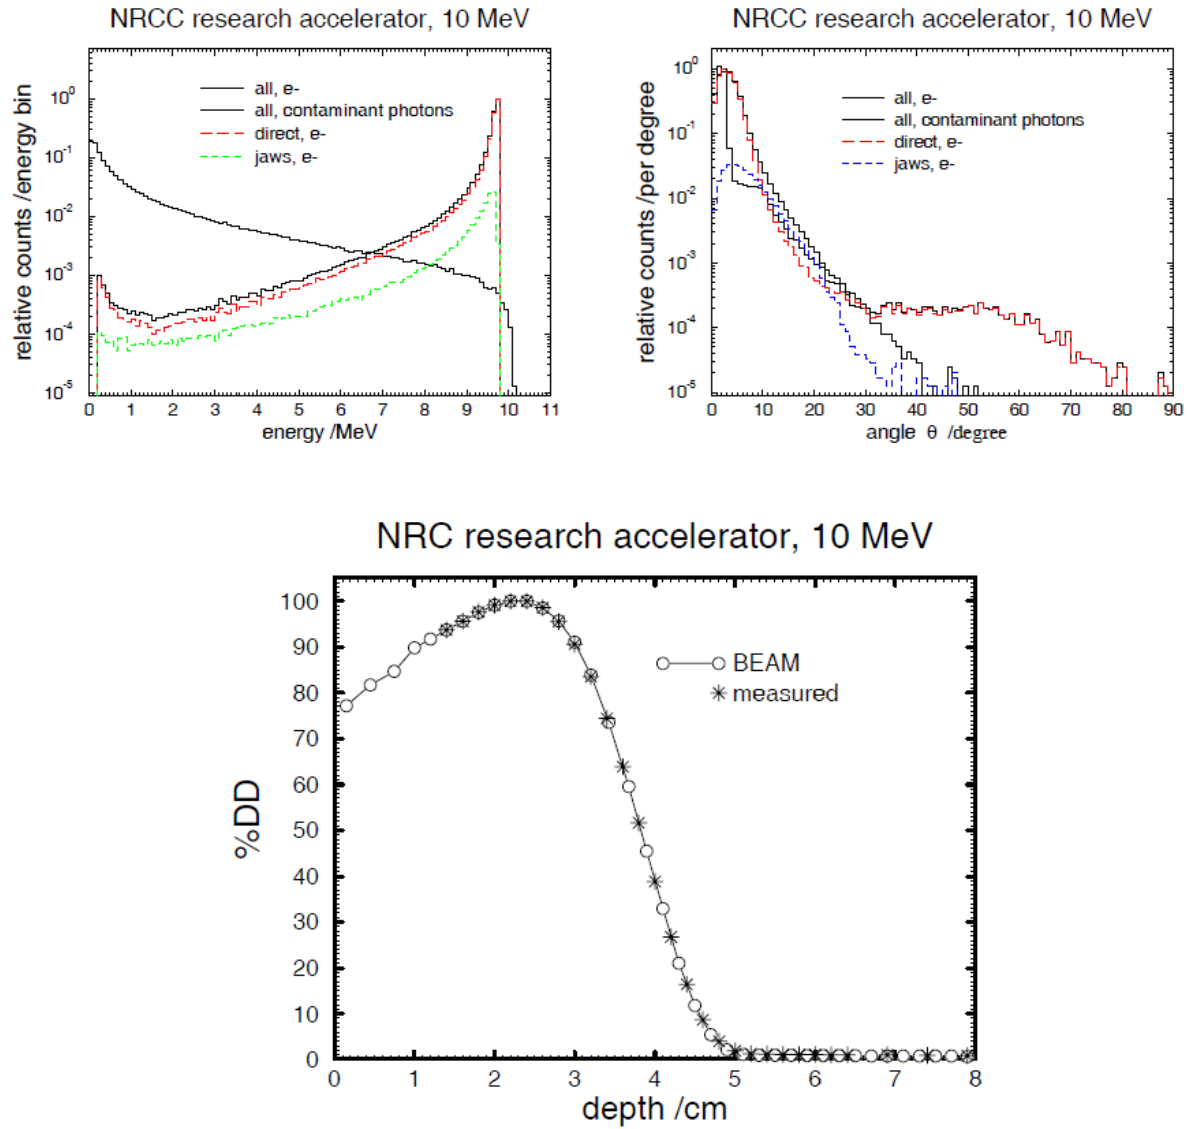 NRCC research accelerator, 10 MeV
relative counts /energy bin
10⁰
10⁻¹
10⁻²
10⁻³
10⁻⁴
10⁻⁵
all, e-
all, contaminant photons
direct, e-
jaws, e-
0 1 2 3 4 5 6 7 8 9 10 11
energy /MeV
NRCC research accelerator, 10 MeV
relative counts /per degree
10⁰
10⁻¹
10⁻²
10⁻³
10⁻⁴
10⁻⁵
all, e-
all, contaminant photons
direct, e-
jaws, e-
0 10 20 30 40 50 60 70 80 90
angle θ /degree
NRC research accelerator, 10 MeV
%DD
100
90
80
70
60
50
40
30
20
10
0
BEAM
measured
0 1 2 3 4 5 6 7 8
depth /cm